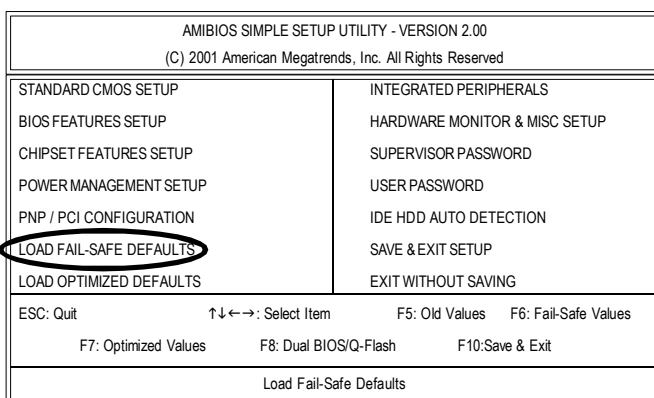 AMIBIOS SIMPLE SETUP UTILITY - VERSION 2.00
(C) 2001 American Megatrends, Inc. All Rights Reserved
STANDARD CMOS SETUP
BIOS FEATURES SETUP
CHIPSET FEATURES SETUP
POWER MANAGEMENT SETUP
PNP / PCI CONFIGURATION
LOAD FAIL-SAFE DEFAULTS
LOAD OPTIMIZED DEFAULTS
INTEGRATED PERIPHERALS
HARDWARE MONITOR & MISC SETUP
SUPERVISOR PASSWORD
USER PASSWORD
IDE HDD AUTO DETECTION
SAVE & EXIT SETUP
EXIT WITHOUT SAVING
ESC: Quit ↑↓←→: Select Item F5: Old Values F6: Fail-Safe Values
F7: Optimized Values F8: Dual BIOS/Q-Flash F10:Save & Exit
Load Fail-Safe Defaults